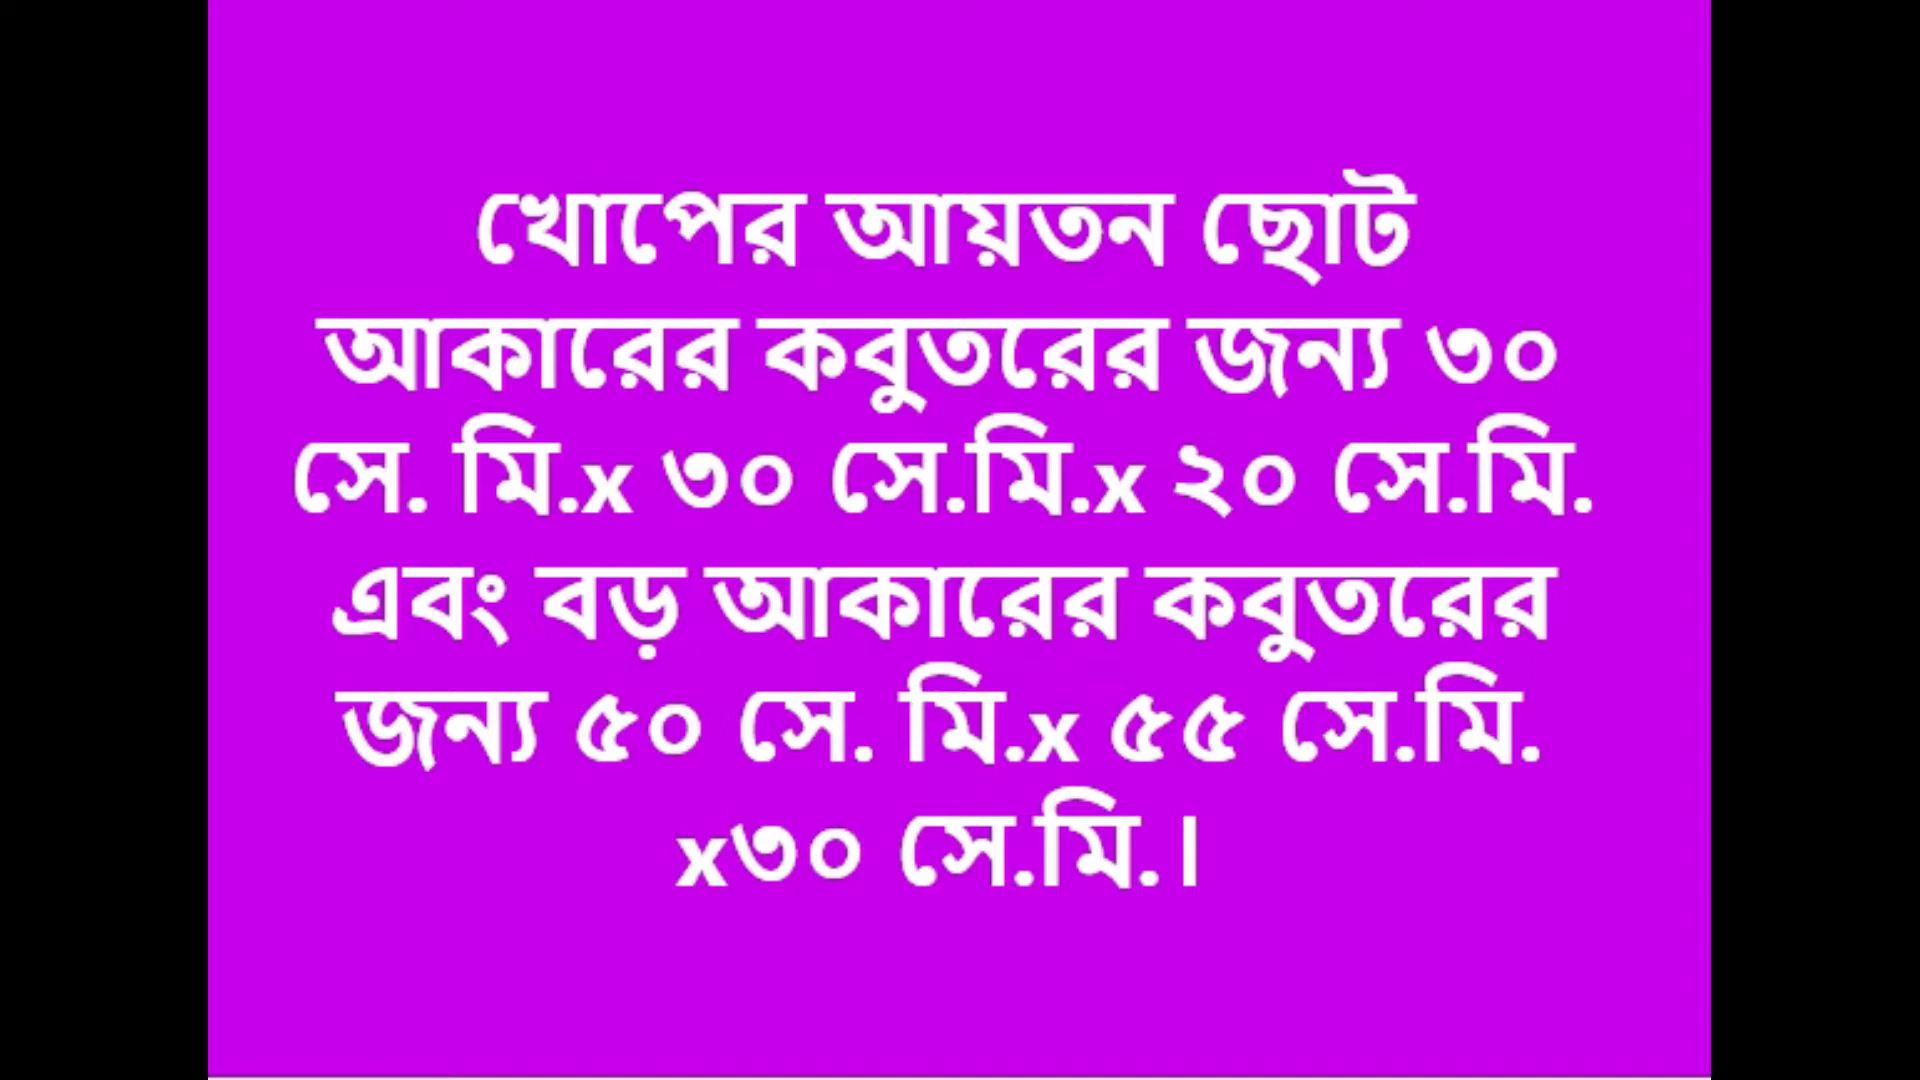 খোপের আয়তন ছোট
আকারের কবুতরের জন্য ৩০
সে. মি.x ৩০ সে.মি.x ২০ সে.মি.
এবং বড় আকারের কবুতরের
জন্য ৫০ সে. মি.x ৫৫ সে.মি.
x৩০ সে.মি.।